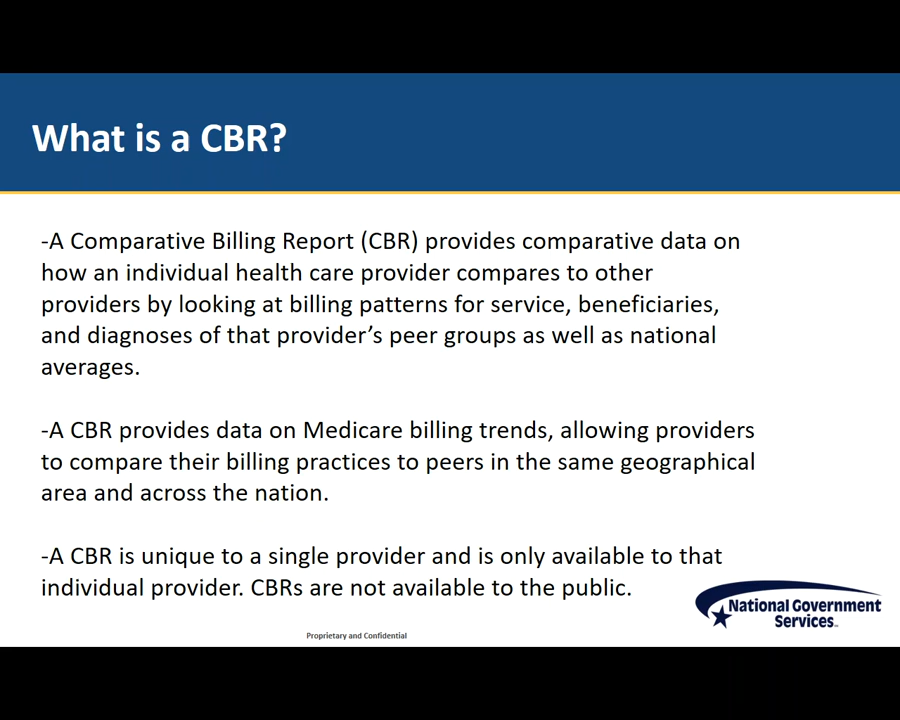 What is a CBR?
-A Comparative Billing Report (CBR) provides comparative data on
how an individual health care provider compares to other
providers by looking at billing patterns for service, beneficiaries,
and diagnoses of that provider’s peer groups as well as national
averages.
-A CBR provides data on Medicare billing trends, allowing providers
to compare their billing practices to peers in the same geographical
area and across the nation.
-A CBR is unique to a single provider and is only available to that
individual provider. CBRs are not available to the public.
National Government
Services
Proprietary and Confidential